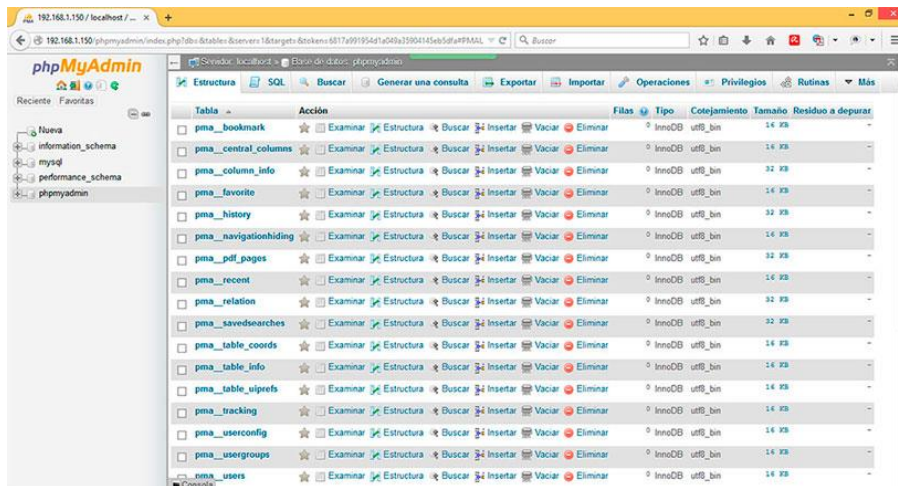 192.168.1.150 / localhost / ... × +
192.168.1.150/phpmyadmin/index.php?db=&table=&server=1&target=&token=6817a991954d1a049a35904145eb5dfa#PMAL
Buscar
phpMyAdmin
Reciente Favoritas
Nueva
information_schema
mysql
performance_schema
phpmyadmin
Servidor: localhost » Base de datos: phpmyadmin
Estructura SQL Buscar Generar una consulta Exportar Importar Operaciones Privilegios Rutinas Más
Tabla Acción Filas Tipo Cotejamiento Tamaño Residuo a depurar
pma__bookmark Examinar Estructura Buscar Insertar Vaciar Eliminar 0 InnoDB utf8_bin 16 KB -
pma__central_columns Examinar Estructura Buscar Insertar Vaciar Eliminar 0 InnoDB utf8_bin 16 KB -
pma__column_info Examinar Estructura Buscar Insertar Vaciar Eliminar 0 InnoDB utf8_bin 32 KB -
pma__favorite Examinar Estructura Buscar Insertar Vaciar Eliminar 0 InnoDB utf8_bin 16 KB -
pma__history Examinar Estructura Buscar Insertar Vaciar Eliminar 0 InnoDB utf8_bin 32 KB -
pma__navigationhiding Examinar Estructura Buscar Insertar Vaciar Eliminar 0 InnoDB utf8_bin 16 KB -
pma__pdf_pages Examinar Estructura Buscar Insertar Vaciar Eliminar 0 InnoDB utf8_bin 32 KB -
pma__recent Examinar Estructura Buscar Insertar Vaciar Eliminar 0 InnoDB utf8_bin 16 KB -
pma__relation Examinar Estructura Buscar Insertar Vaciar Eliminar 0 InnoDB utf8_bin 32 KB -
pma__savedsearches Examinar Estructura Buscar Insertar Vaciar Eliminar 0 InnoDB utf8_bin 32 KB -
pma__table_coords Examinar Estructura Buscar Insertar Vaciar Eliminar 0 InnoDB utf8_bin 16 KB -
pma__table_info Examinar Estructura Buscar Insertar Vaciar Eliminar 0 InnoDB utf8_bin 16 KB -
pma__table_uiprefs Examinar Estructura Buscar Insertar Vaciar Eliminar 0 InnoDB utf8_bin 16 KB -
pma__tracking Examinar Estructura Buscar Insertar Vaciar Eliminar 0 InnoDB utf8_bin 16 KB -
pma__userconfig Examinar Estructura Buscar Insertar Vaciar Eliminar 0 InnoDB utf8_bin 16 KB -
pma__usergroups Examinar Estructura Buscar Insertar Vaciar Eliminar 0 InnoDB utf8_bin 16 KB -
pma__users Examinar Estructura Buscar Insertar Vaciar Eliminar 0 InnoDB utf8_bin 16 KB -
Consola